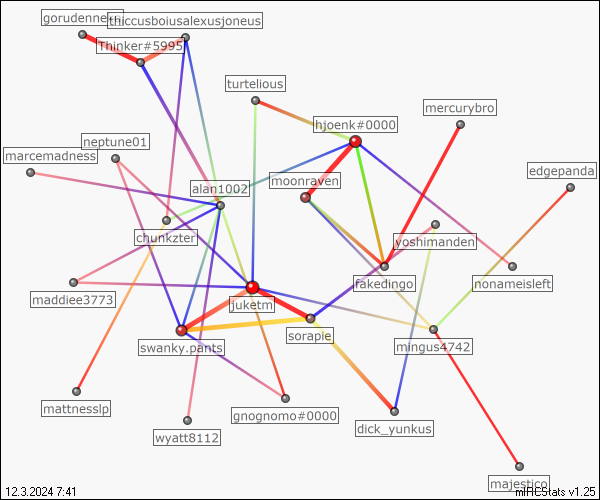 thiccusboiusalexusjoneus
Thinker#5995
turtelious
mercurybro
hjoenk#0000
neptune01
marcemadness
edgepanda
moonraven
alan1002
chunkzter
yoshimanden
fakedingo
nonameisleft
maddiee3773
juketm
sorapie
swanky.pants
mingus4742
mattnesslp
gnognomo#0000
wyatt8112
dick_yunkus
majestico
12.3.2024 7:41
mIRCStats v1.25